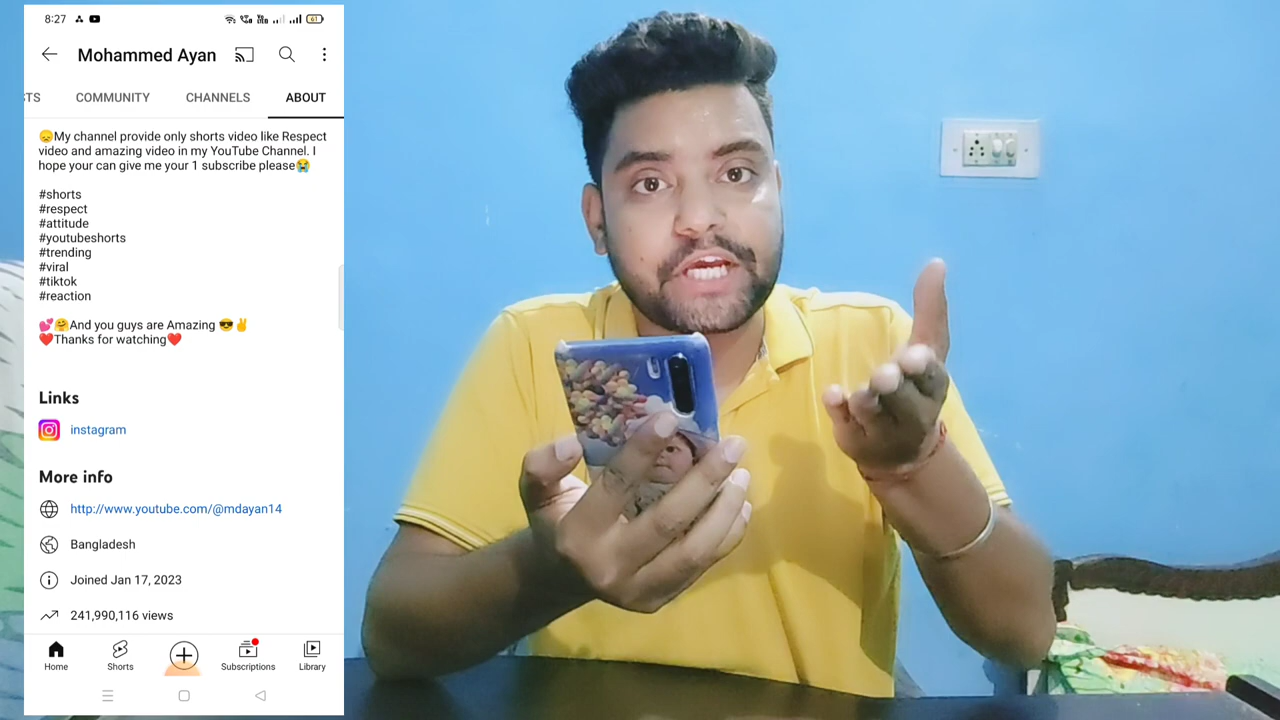 8:27
61
Mohammed Ayan
TS COMMUNITY CHANNELS ABOUT
😞My channel provide only shorts video like Respect
video and amazing video in my YouTube Channel. I
hope your can give me your 1 subscribe please😭
#shorts
#respect
#attitude
#youtubeshorts
#trending
#viral
#tiktok
#reaction
💕🤗And you guys are Amazing 😎✌️
❤️Thanks for watching❤️
Links
instagram
More info
http://www.youtube.com/@mdayan14
Bangladesh
Joined Jan 17, 2023
241,990,116 views
Home Shorts Subscriptions Library